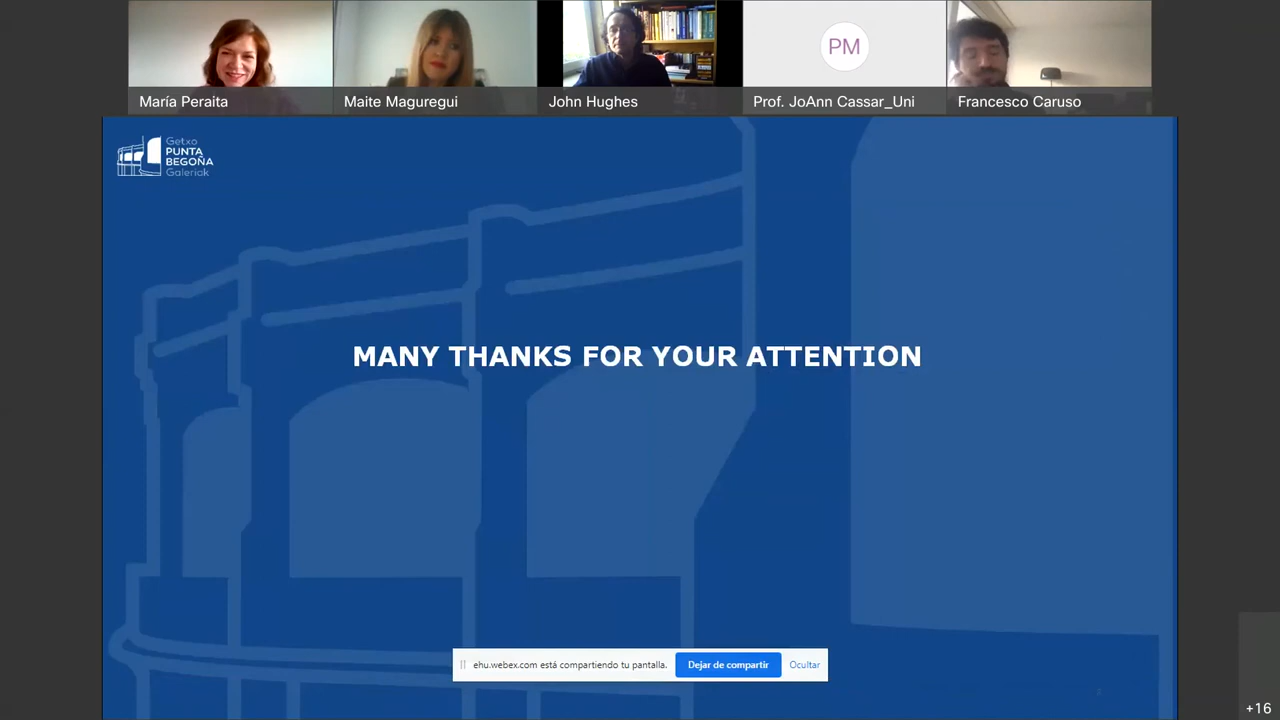 María Peraita
Maite Maguregui
John Hughes
PM
Prof. JoAnn Cassar_Uni
Francesco Caruso
Getxo
PUNTA
BEGOÑA
Galeriak
MANY THANKS FOR YOUR ATTENTION
ehu.webex.com está compartiendo tu pantalla.
Dejar de compartir
Ocultar
+16